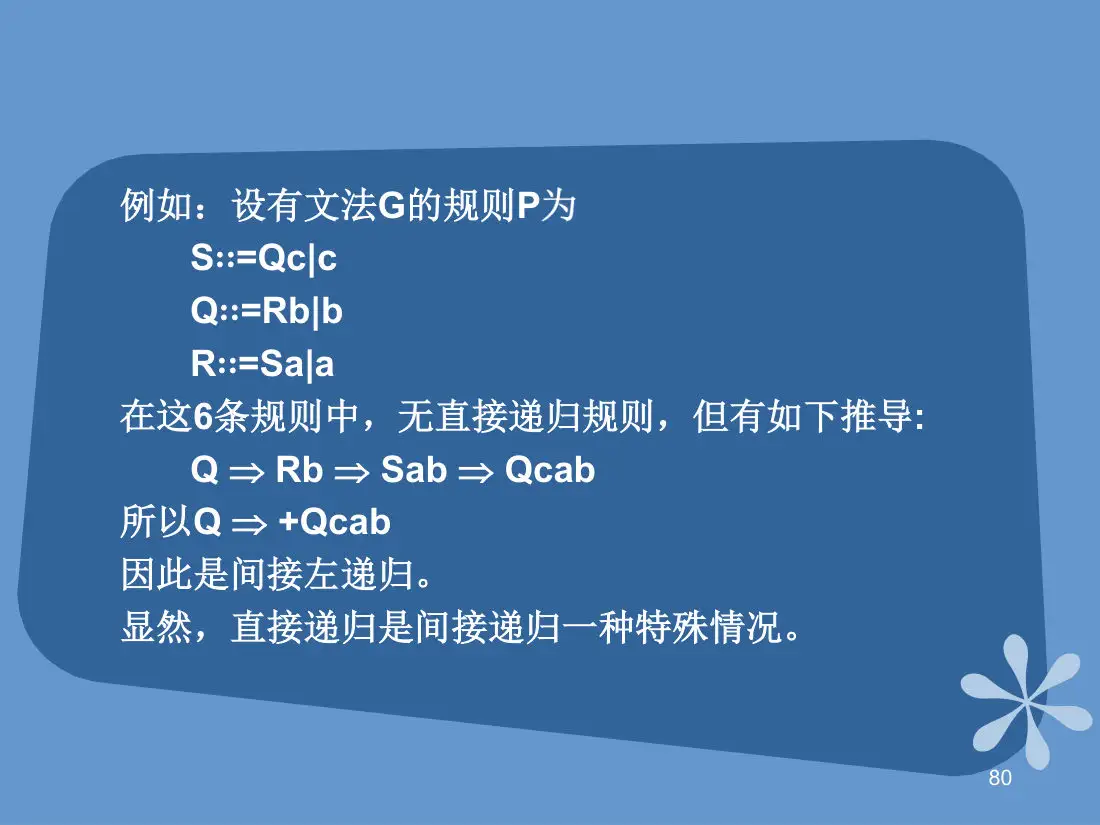 例如：设有文法G的规则P为
S∷=Qc|c
Q∷=Rb|b
R∷=Sa|a
在这6条规则中，无直接递归规则，但有如下推导:
Q ⇒ Rb ⇒ Sab ⇒ Qcab
所以Q ⇒ +Qcab
因此是间接左递归。
显然，直接递归是间接递归一种特殊情况。
80